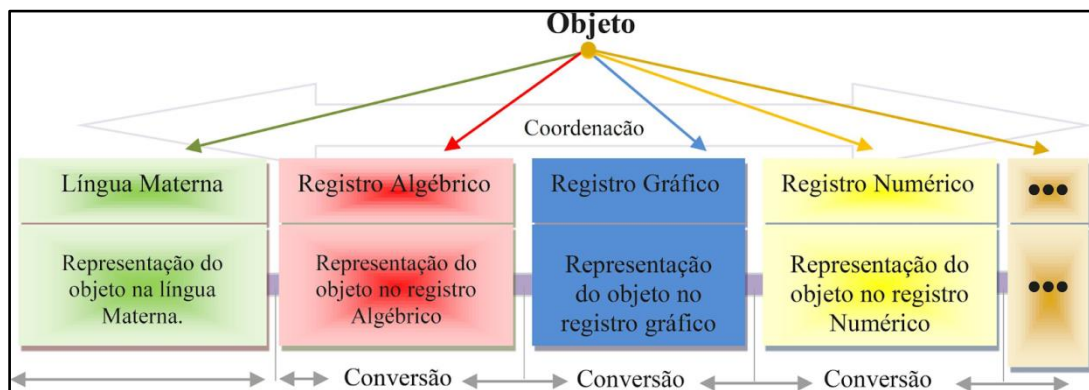 Objeto
Coordenacão
Língua Materna
Registro Algébrico
Registro Gráfico
Registro Numérico
•••
Representação do
objeto na língua
Materna.
Representação do
objeto no registro
Algébrico
Representação
do objeto no
registro gráfico
Representação do
objeto no registro
Numérico
•••
Conversão
Conversão
Conversão